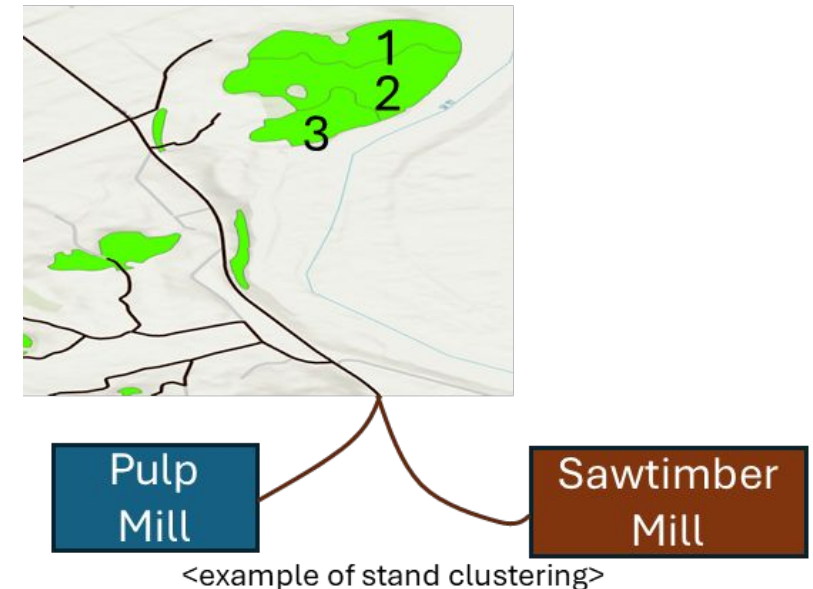 1
2
3
Pulp
Mill
Sawtimber
Mill
<example of stand clustering>